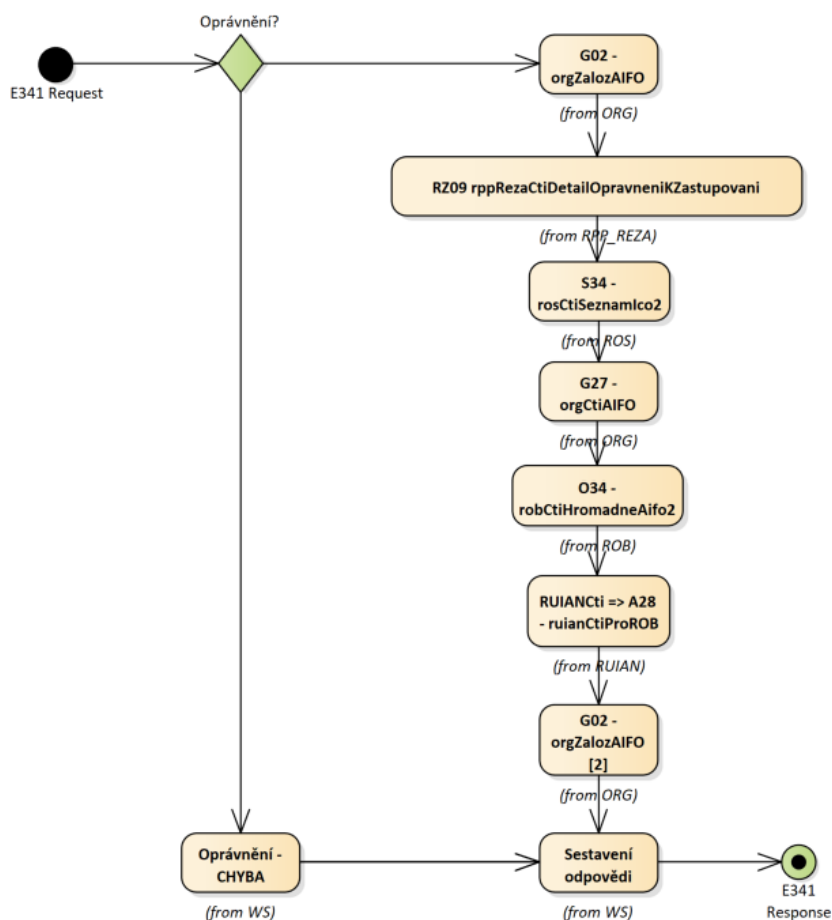 Oprávnění?
E341 Request
G02 -
orgZalozAIFO
(from ORG)
RZ09 rppRezaCtiDetailOpravneniKZastupovani
(from RPP_REZA)
S34 -
rosCtiSeznamIco2
(from ROS)
G27 -
orgCtiAIFO
(from ORG)
O34 -
robCtiHromadneAifo2
(from ROB)
RUIANCti => A28
- ruianCtiProROB
(from RUIAN)
G02 -
orgZalozAIFO
[2]
(from ORG)
Oprávnění -
CHYBA
(from WS)
Sestavení
odpovědi
(from WS)
E341
Response